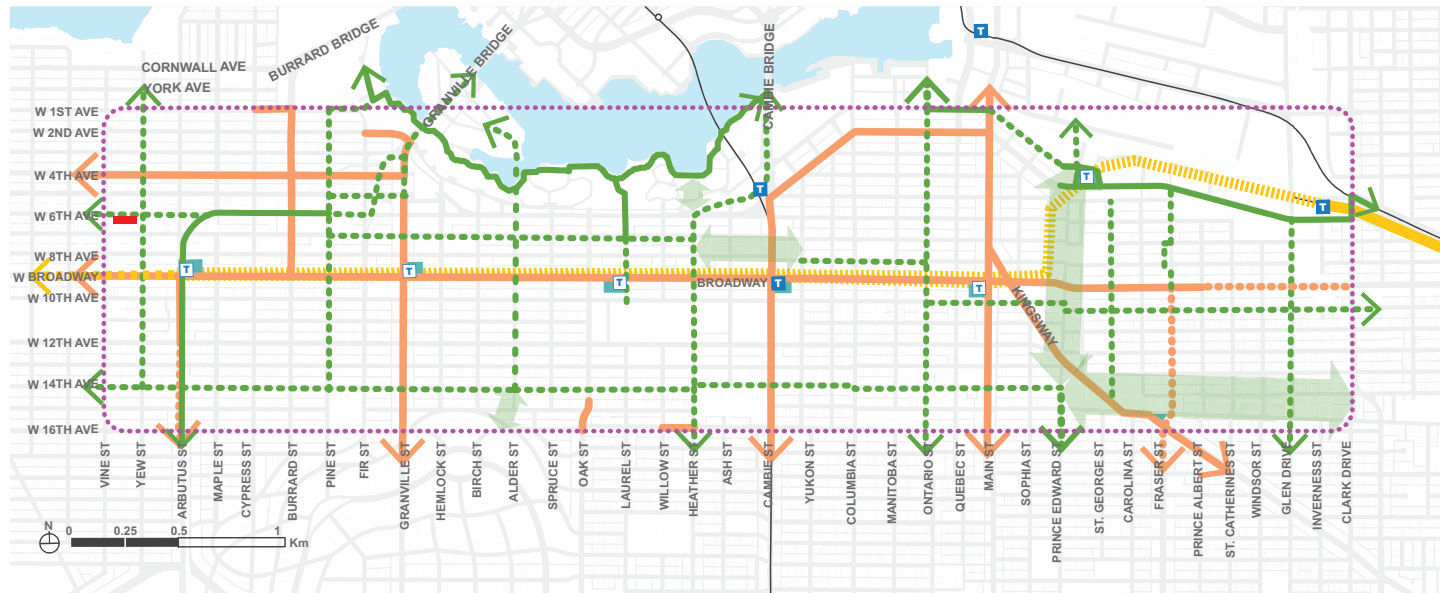 CORNWALL AVE
YORK AVE
BURRARD BRIDGE
GRANVILLE BRIDGE
CAMBIE BRIDGE
W 1ST AVE
W 2ND AVE
W 4TH AVE
W 6TH AVE
W 8TH AVE
W BROADWAY
W 10TH AVE
W 12TH AVE
W 14TH AVE
W 16TH AVE
BROADWAY
KINGSWAY
T
T
T
T
T
T
T
T
T
VINE ST
YEW ST
ARBUTUS ST
MAPLE ST
CYPRESS ST
BURRARD ST
PINE ST
FIR ST
GRANVILLE ST
HEMLOCK ST
BIRCH ST
ALDER ST
SPRUCE ST
OAK ST
LAUREL ST
WILLOW ST
HEATHER ST
ASH ST
CAMBIE ST
YUKON ST
COLUMBIA ST
MANITOBA ST
ONTARIO ST
QUEBEC ST
MAIN ST
SOPHIA ST
PRINCE EDWARD ST
ST. GEORGE ST
CAROLINA ST
FRASER ST
PRINCE ALBERT ST
ST. CATHERINES ST
WINDSOR ST
GLEN DRIVE
INVERNESS ST
CLARK DRIVE
N
0 0.25 0.5 1
Km